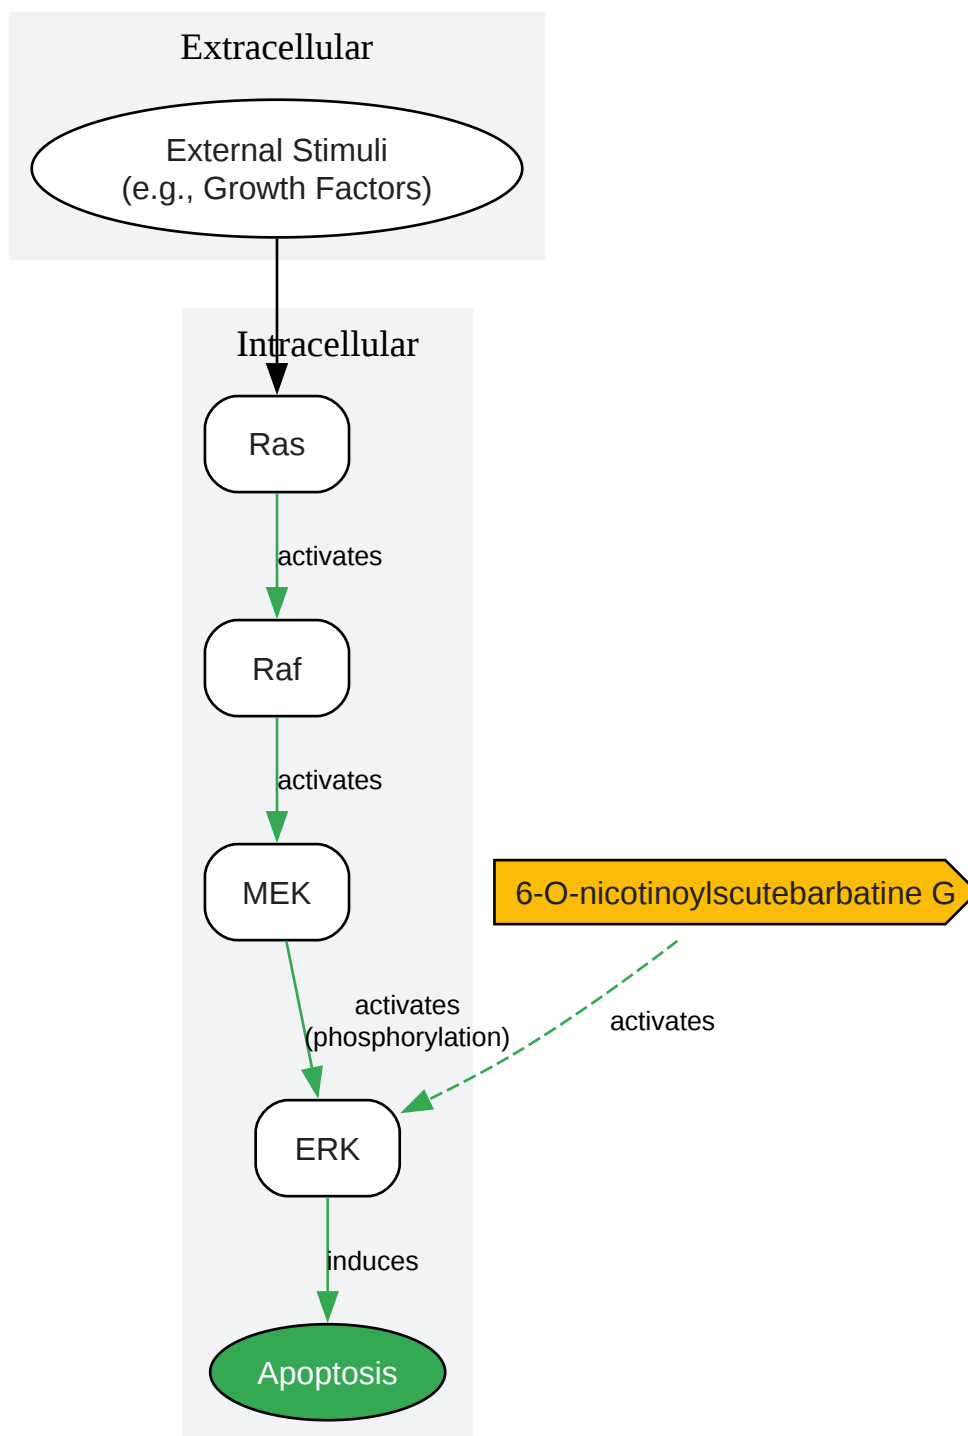 Extracellular
External Stimuli
(e.g., Growth Factors)
Intracellular
Ras
activates
Raf
activates
MEK
6-O-nicotinoylscutebarbatine G
activates
(phosphorylation)
activates
ERK
induces
Apoptosis